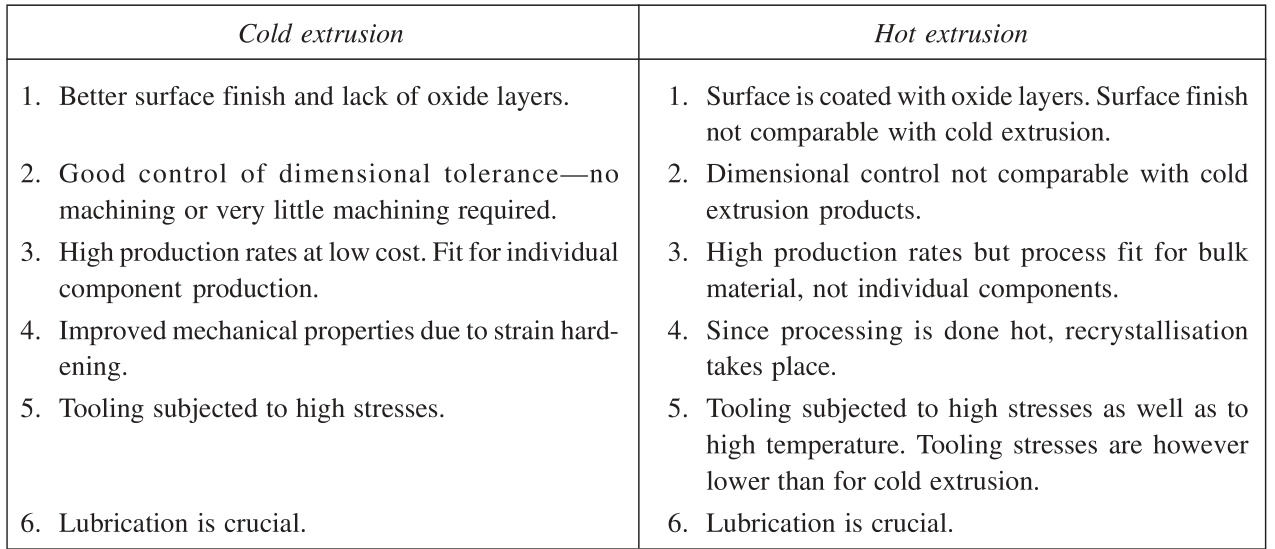 Cold extrusion
Hot extrusion
1. Better surface finish and lack of oxide layers.
1. Surface is coated with oxide layers. Surface finish
not comparable with cold extrusion.
2. Good control of dimensional tolerance—no
machining or very little machining required.
2. Dimensional control not comparable with cold
extrusion products.
3. High production rates at low cost. Fit for individual
component production.
3. High production rates but process fit for bulk
material, not individual components.
4. Improved mechanical properties due to strain hard-
ening.
4. Since processing is done hot, recrystallisation
takes place.
5. Tooling subjected to high stresses.
5. Tooling subjected to high stresses as well as to
high temperature. Tooling stresses are however
lower than for cold extrusion.
6. Lubrication is crucial.
6. Lubrication is crucial.